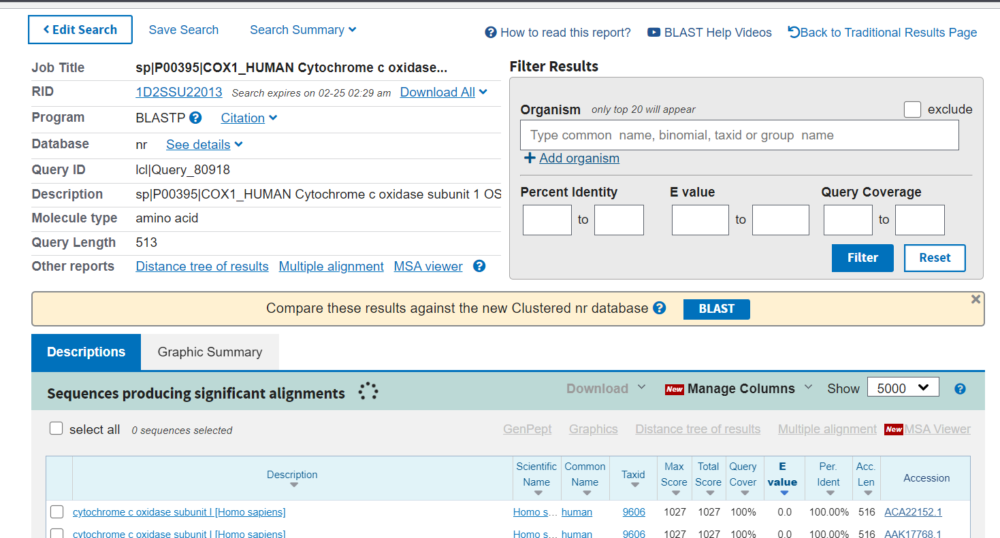 Edit Search Save Search Search Summary How to read this report? BLAST Help Videos Back to Traditional Results Page
Job Title sp|P00395|COX1_HUMAN Cytochrome c oxidase...
RID 1D2SSU22013 Search expires on 02-25 02:29 am Download All
Program BLASTP Citation
Database nr See details
Query ID lcl|Query_80918
Description sp|P00395|COX1_HUMAN Cytochrome c oxidase subunit 1 OS
Molecule type amino acid
Query Length 513
Other reports Distance tree of results Multiple alignment MSA viewer
Filter Results
Organism only top 20 will appear exclude
Type common name, binomial, taxid or group name
Add organism
Percent Identity E value Query Coverage
to to to
Filter Reset
Compare these results against the new Clustered nr database BLAST
Descriptions Graphic Summary
Sequences producing significant alignments Download New Manage Columns Show 5000
select all 0 sequences selected GenPept Graphics Distance tree of results Multiple alignment New MSA Viewer
Description Scientific Name Common Name Taxid Max Score Total Score Query Cover E value Per. Ident Acc. Len Accession
cytochrome c oxidase subunit I [Homo sapiens] Homo s... human 9606 1027 1027 100% 0.0 100.00% 516 ACA22152.1
cytochrome c oxidase subunit I [Homo sapiens] Homo s... human 9606 1027 1027 100% 0.0 100.00% 516 AAK17768.1